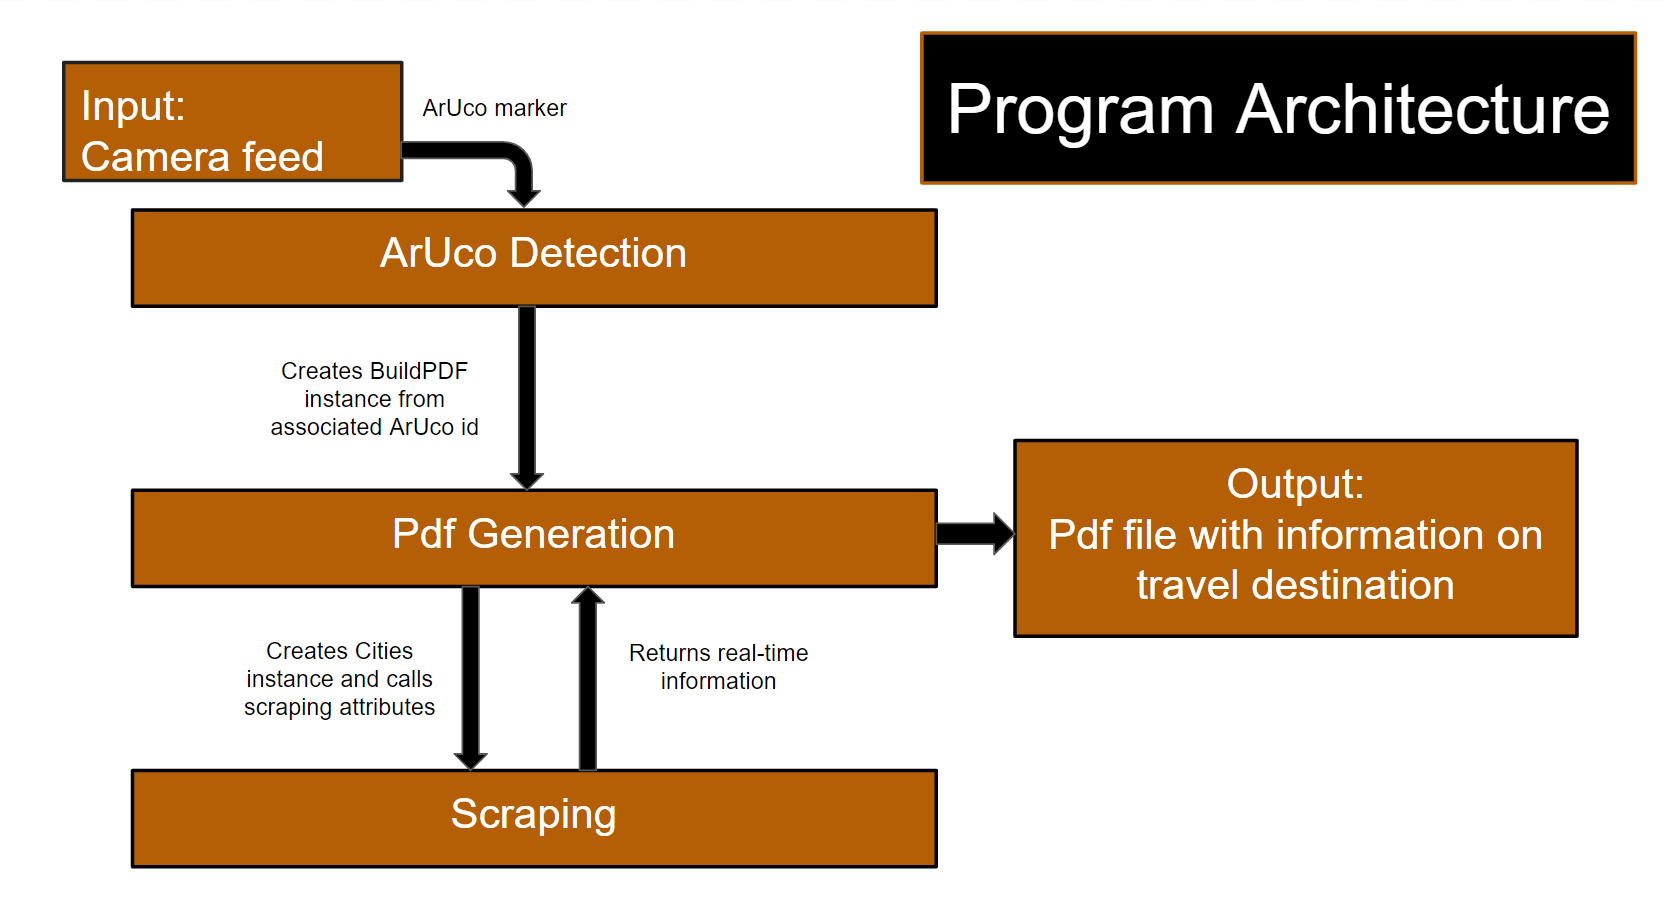 Program Architecture
Input:
Camera feed
ArUco marker
ArUco Detection
Creates BuildPDF
instance from
associated ArUco id
Pdf Generation
Output:
Pdf file with information on
travel destination
Creates Cities
instance and calls
scraping attributes
Returns real-time
information
Scraping